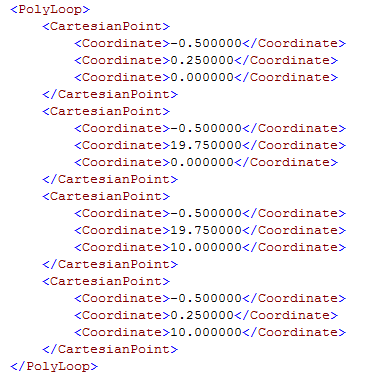 <PolyLoop>
    <CartesianPoint>
        <Coordinate>-0.500000</Coordinate>
        <Coordinate>0.250000</Coordinate>
        <Coordinate>0.000000</Coordinate>
    </CartesianPoint>
    <CartesianPoint>
        <Coordinate>-0.500000</Coordinate>
        <Coordinate>19.750000</Coordinate>
        <Coordinate>0.000000</Coordinate>
    </CartesianPoint>
    <CartesianPoint>
        <Coordinate>-0.500000</Coordinate>
        <Coordinate>19.750000</Coordinate>
        <Coordinate>10.000000</Coordinate>
    </CartesianPoint>
    <CartesianPoint>
        <Coordinate>-0.500000</Coordinate>
        <Coordinate>0.250000</Coordinate>
        <Coordinate>10.000000</Coordinate>
    </CartesianPoint>
</PolyLoop>